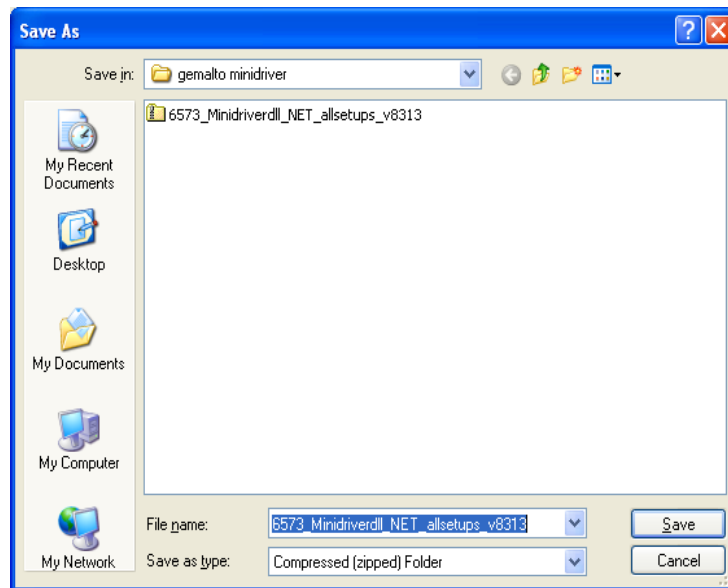 Save As
Save in:
gemalto minidriver
6573_Minidriverdll_NET_allsetups_v8313
My Recent
Documents
Desktop
My Documents
My Computer
My Network
File name:
6573_Minidriverdll_NET_allsetups_v8313
Save
Save as type:
Compressed (zipped) Folder
Cancel